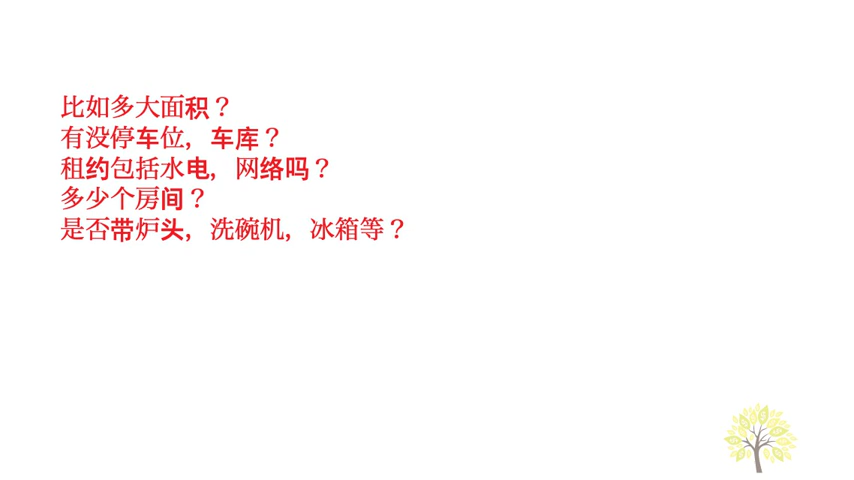 比如多大面积？
有没停车位，车库？
租约包括水电，网络吗？
多少个房间？
是否带炉头，洗碗机，冰箱等？